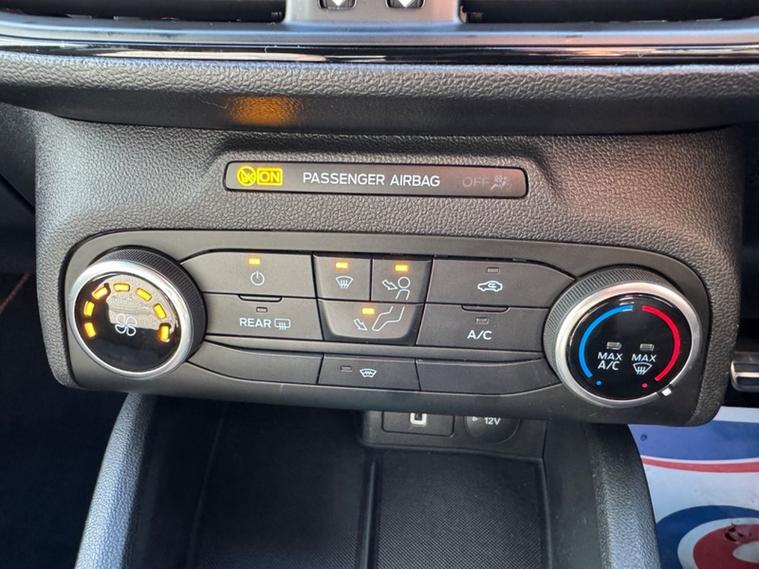 ON PASSENGER AIRBAG OFF
REAR
A/C
MAX A/C
MAX
12V